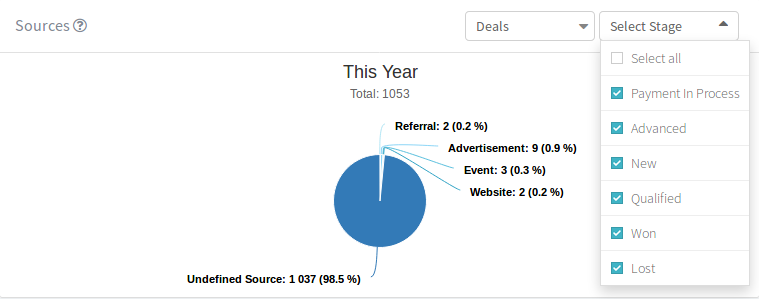 Sources
Deals
Select Stage
Select all
Payment In Process
Advanced
New
Qualified
Won
Lost
This Year
Total: 1053
Referral: 2 (0.2 %)
Advertisement: 9 (0.9 %)
Event: 3 (0.3 %)
Website: 2 (0.2 %)
Undefined Source: 1 037 (98.5 %)